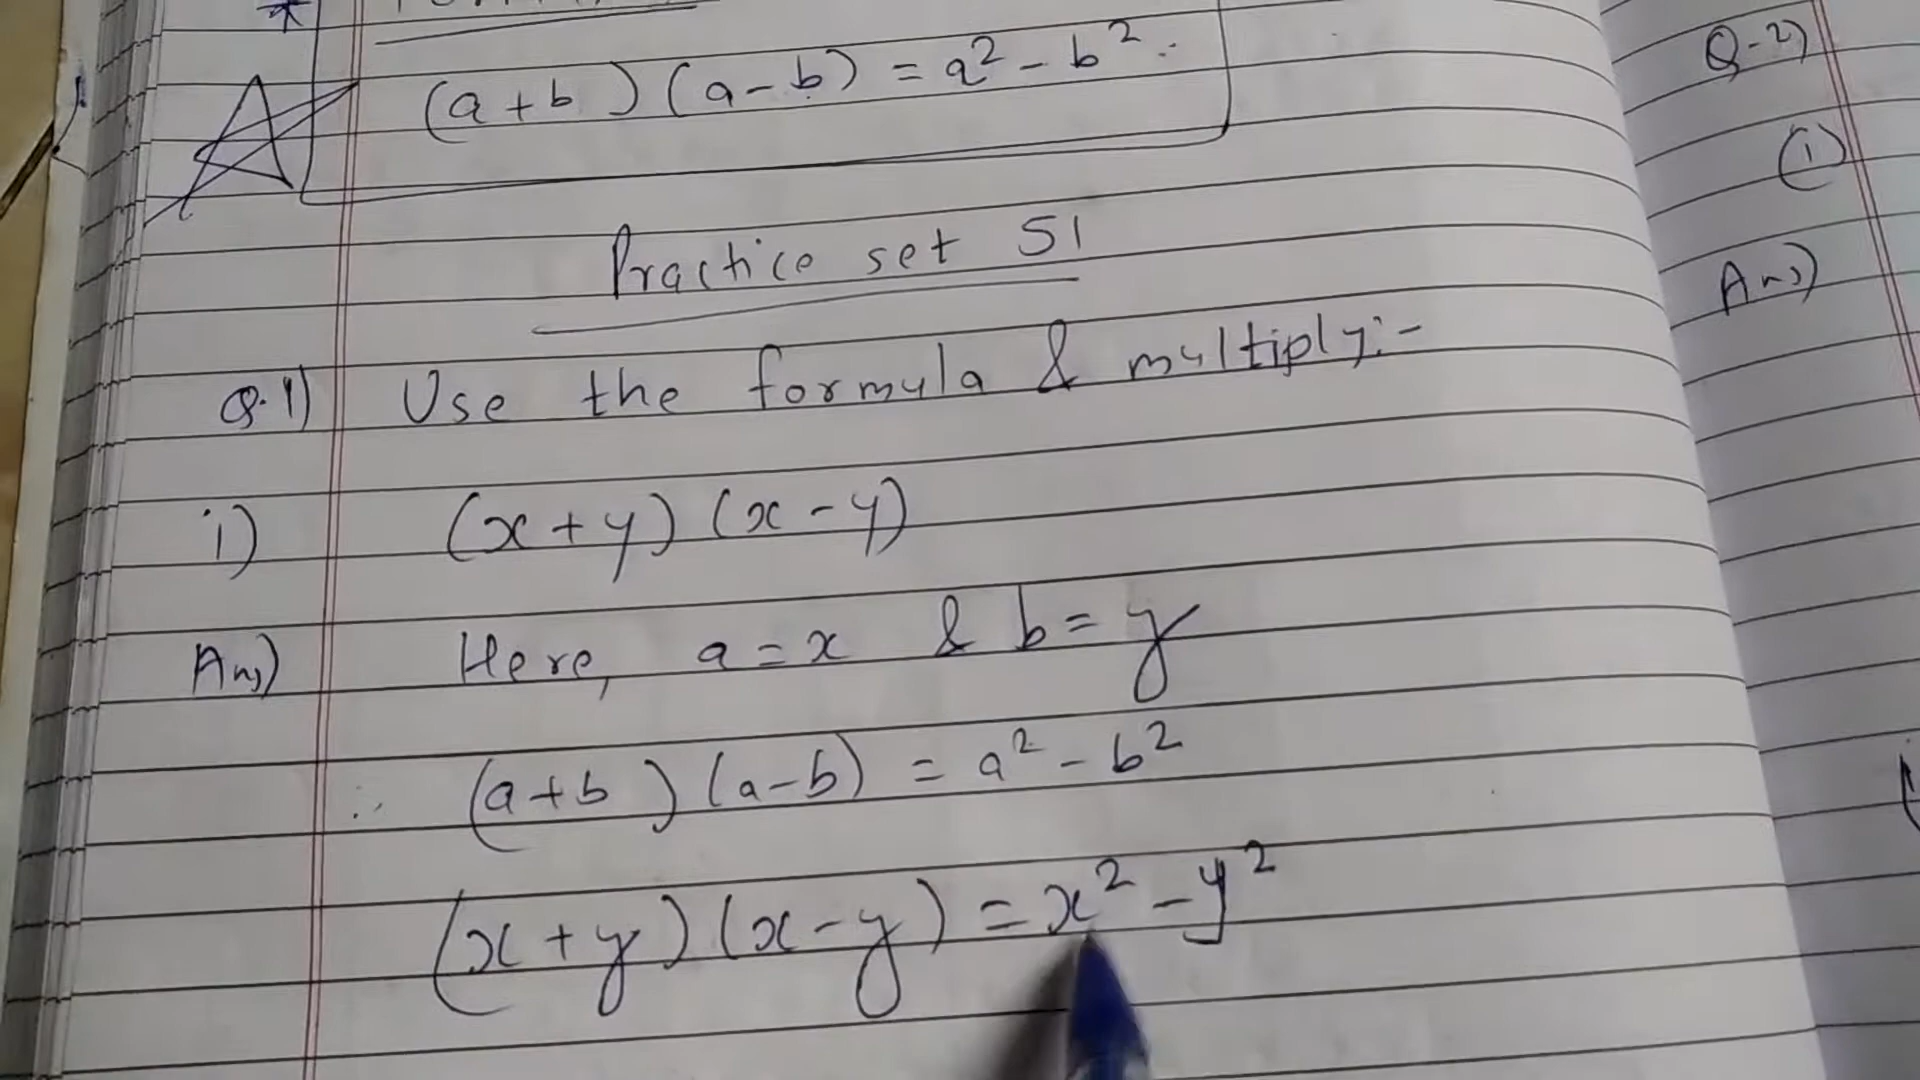 (a+b)(a-b) = a² - b².
Practice set 51
Q.1) Use the formula & multiply:-
i) (x+y)(x-y)
Ans) Here, a=x & b=y
∴ (a+b)(a-b) = a² - b²
(x+y)(x-y) = x² - y²
Q-2)
(i)
Ans)